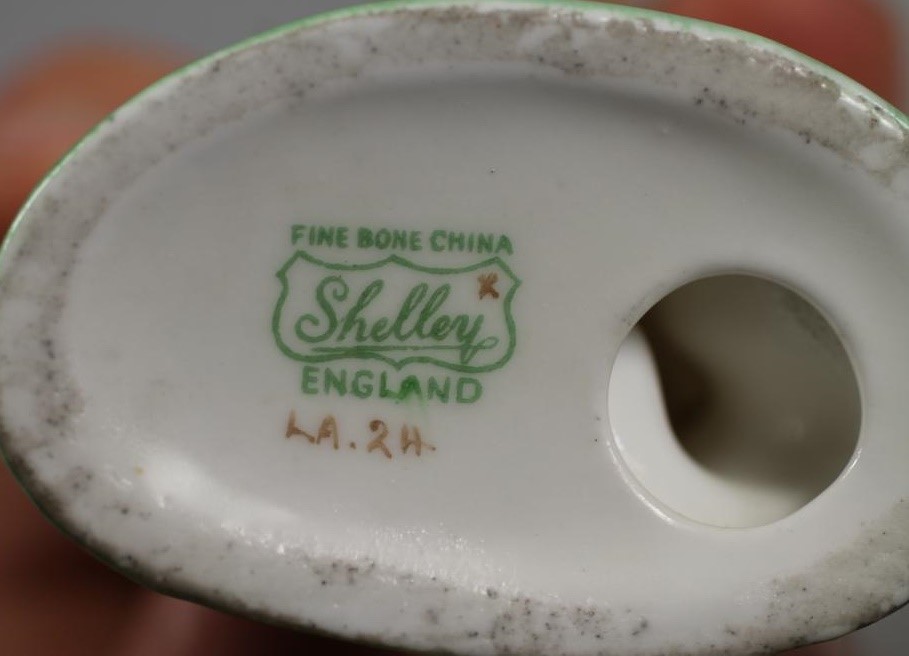 FINE BONE CHINA
Shelley
ENGLAND
LA.2H.